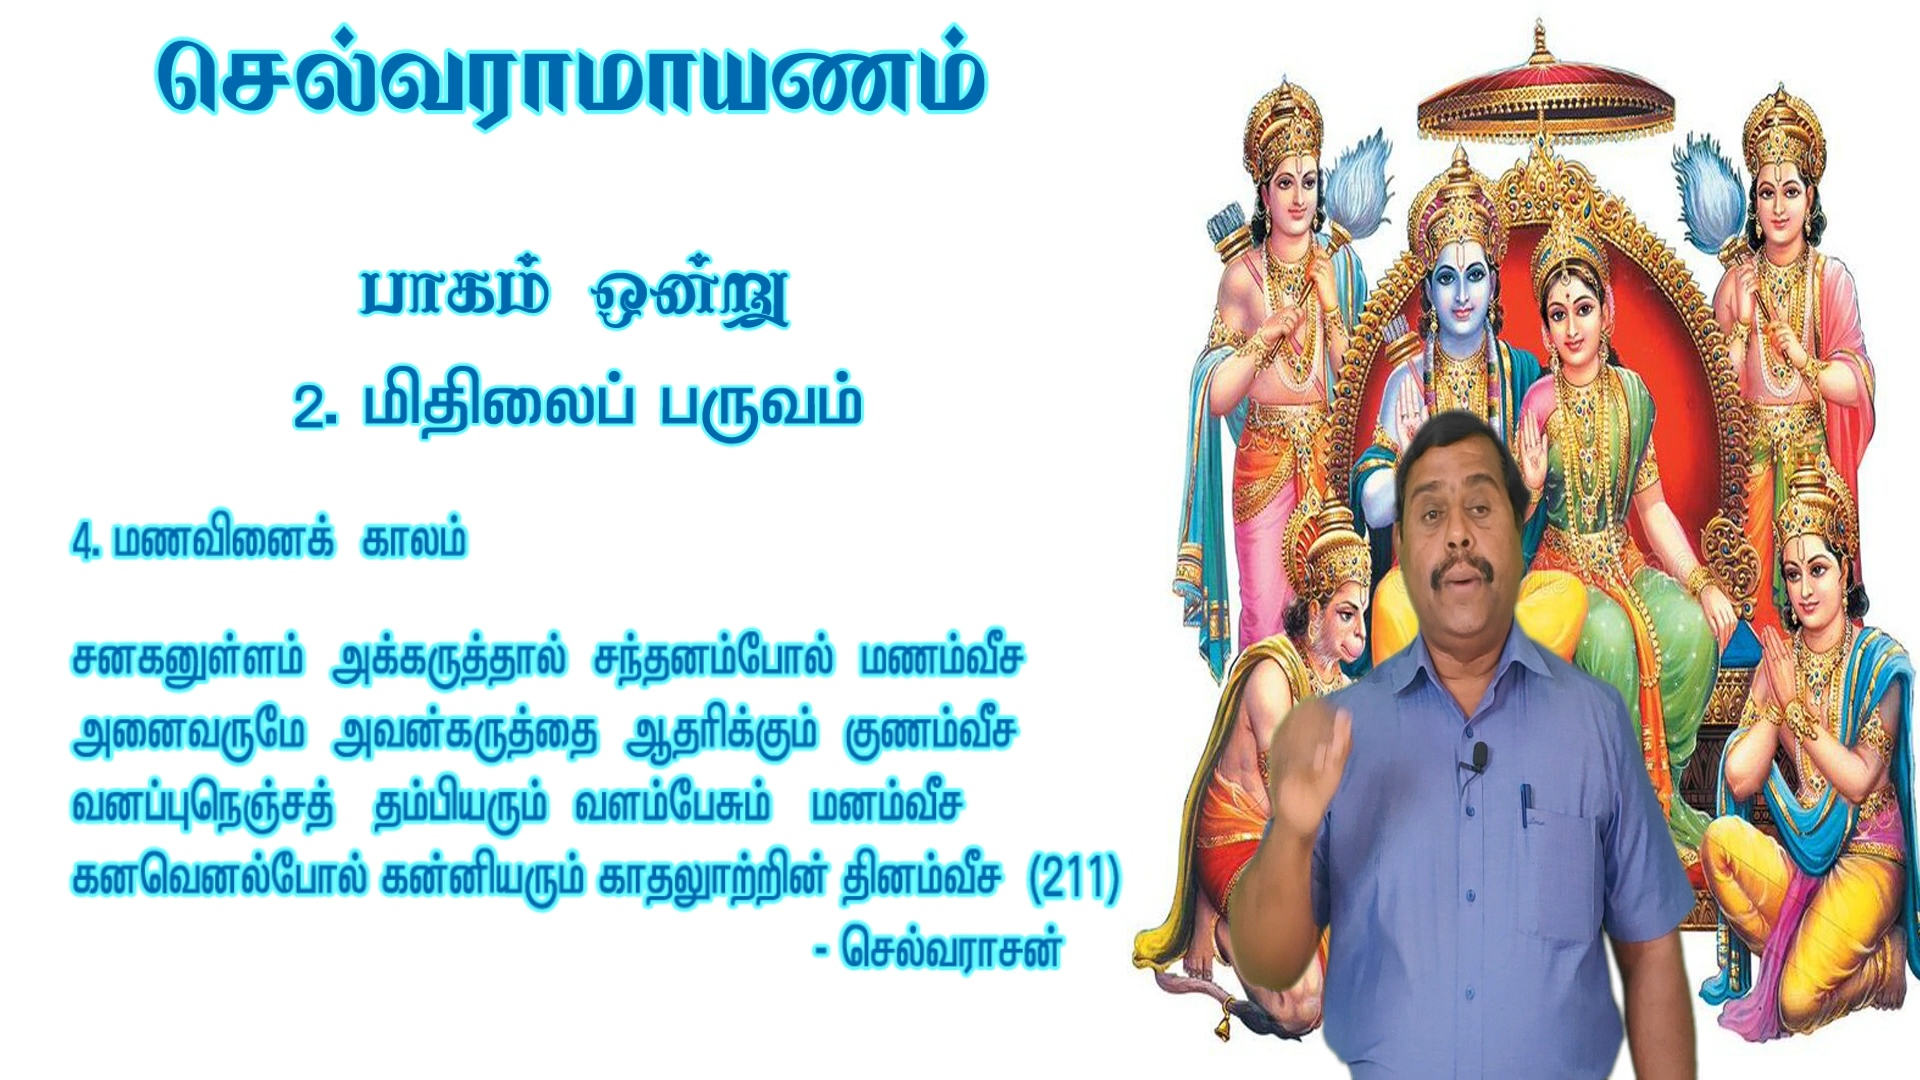 செல்வராமாயணம்
பாகம் ஒன்று
2. மிதிலைப் பருவம்
4. மணவினைக் காலம்
சனகனுள்ளம் அக்கருத்தால் சந்தனம்போல் மணம்வீச
அனைவருமே அவன்கருத்தை ஆதரிக்கும் குணம்வீச
வனப்புநெஞ்சத் தம்பியரும் வளம்பேசும் மனம்வீச
கனவெனல்போல் கன்னியரும் காதலூற்றின் தினம்வீச (211)
- செல்வராசன்